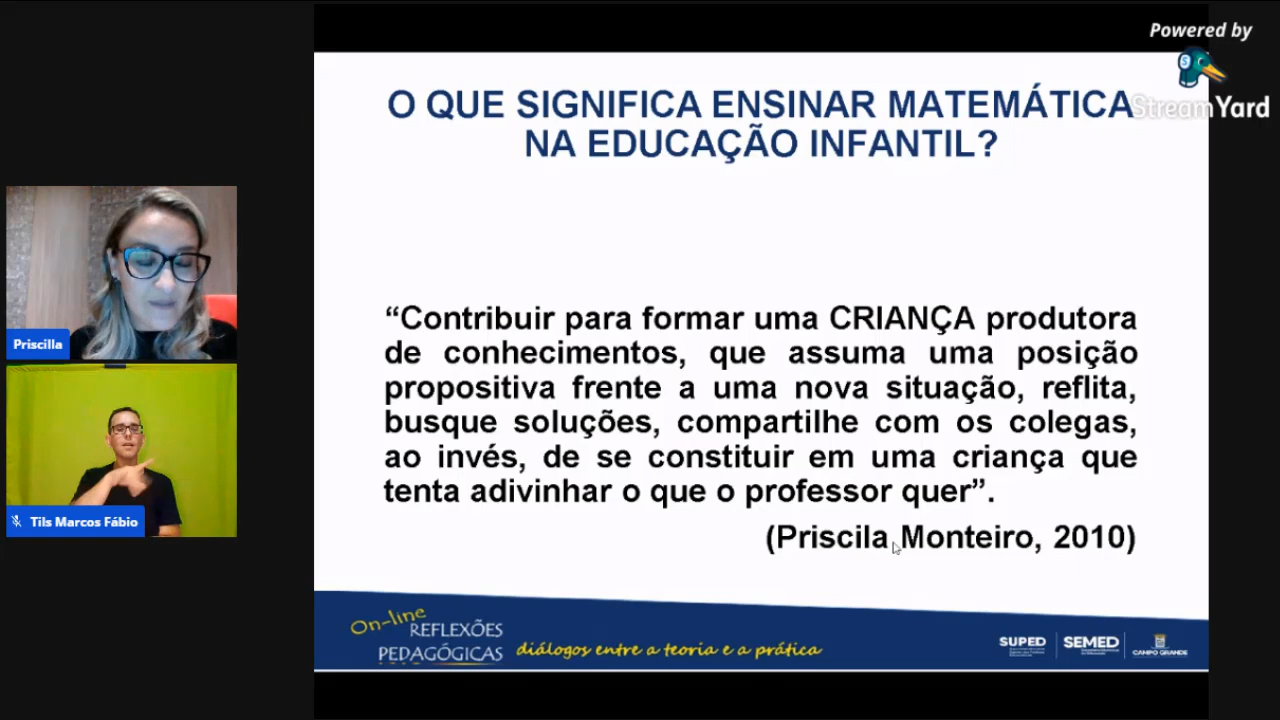 Powered by
StreamYard
O QUE SIGNIFICA ENSINAR MATEMÁTICA
NA EDUCAÇÃO INFANTIL?
Priscilla
Tils Marcos Fábio
“Contribuir para formar uma CRIANÇA produtora
de conhecimentos, que assuma uma posição
propositiva frente a uma nova situação, reflita,
busque soluções, compartilhe com os colegas,
ao invés, de se constituir em uma criança que
tenta adivinhar o que o professor quer”.
(Priscila Monteiro, 2010)
On-line
REFLEXÕES
PEDAGÓGICAS
diálogos entre a teoria e a prática
SUPED
SEMED
CAMPO GRANDE